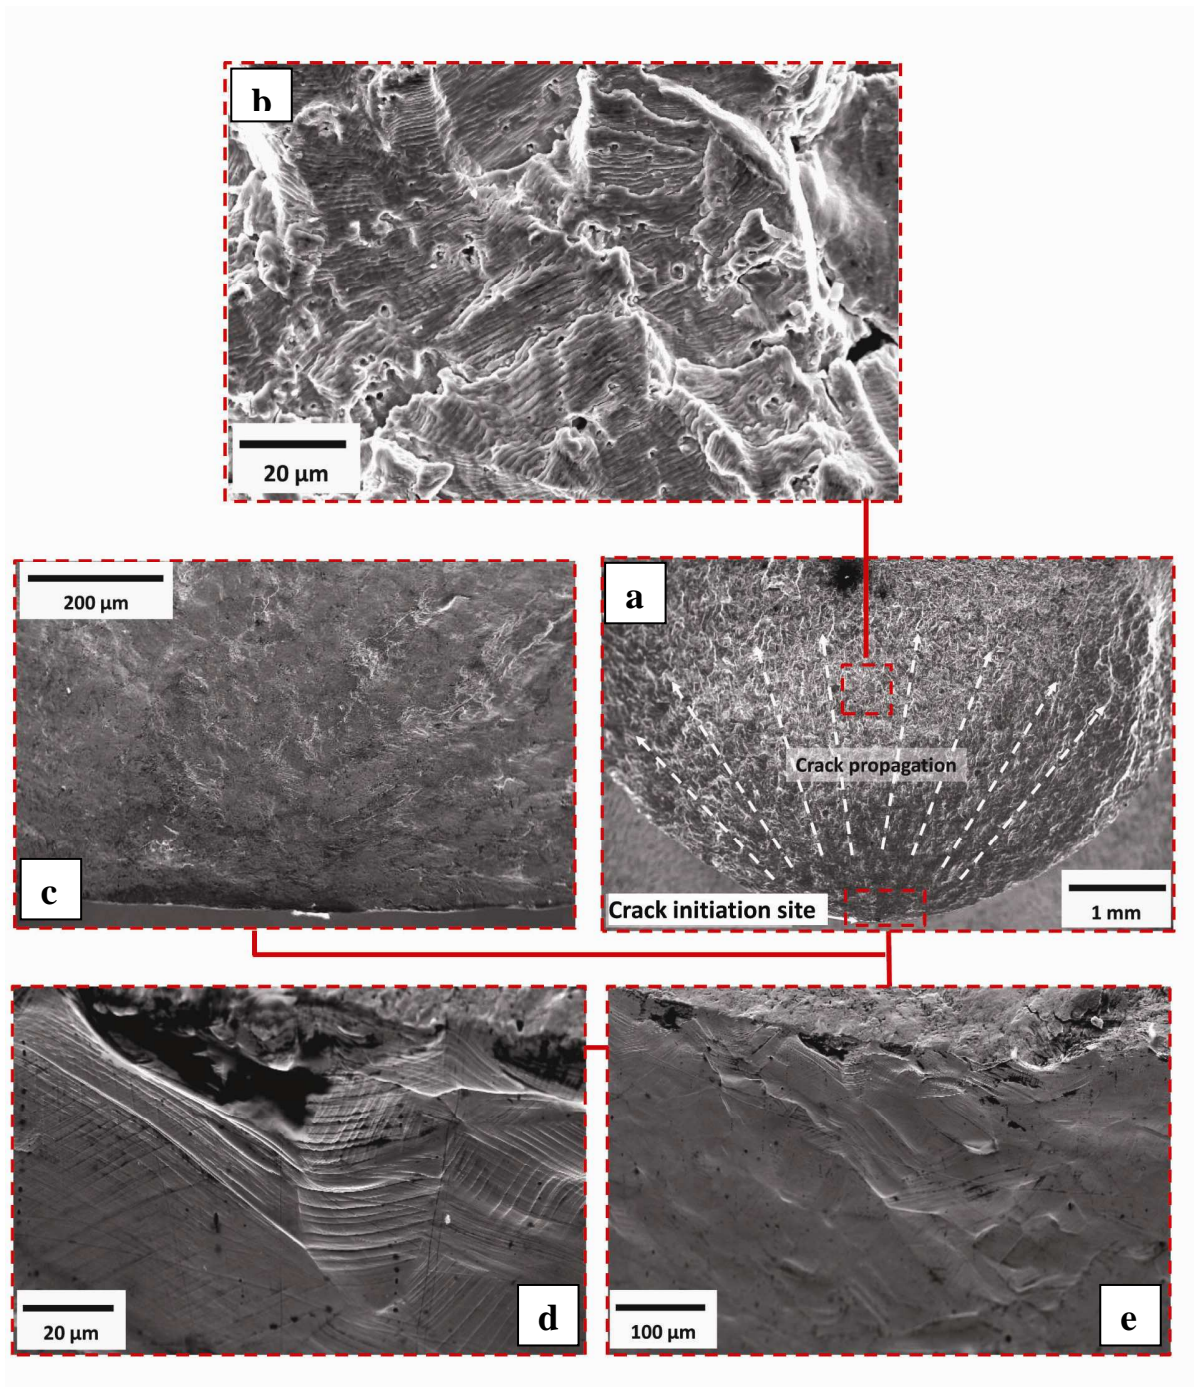 b
20 µm
200 µm
c
a
Crack propagation
Crack initiation site
1 mm
20 µm
d
100 µm
e